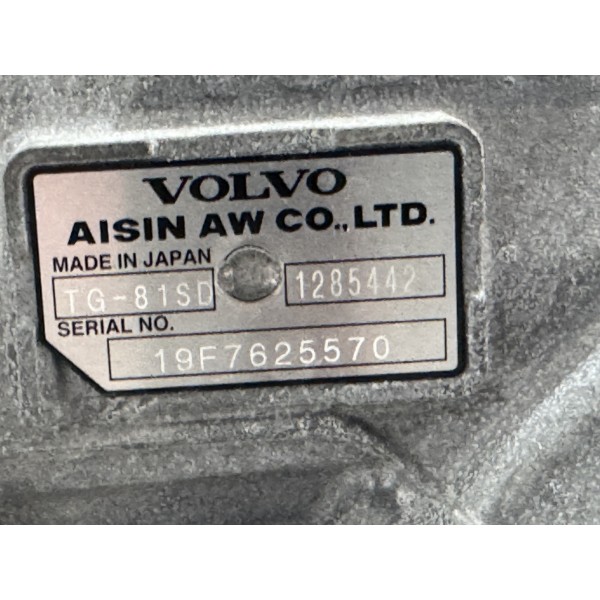 VOLVO
AISIN AW CO., LTD.
MADE IN JAPAN
TG-81SD 1285442
SERIAL NO.
19F7625570